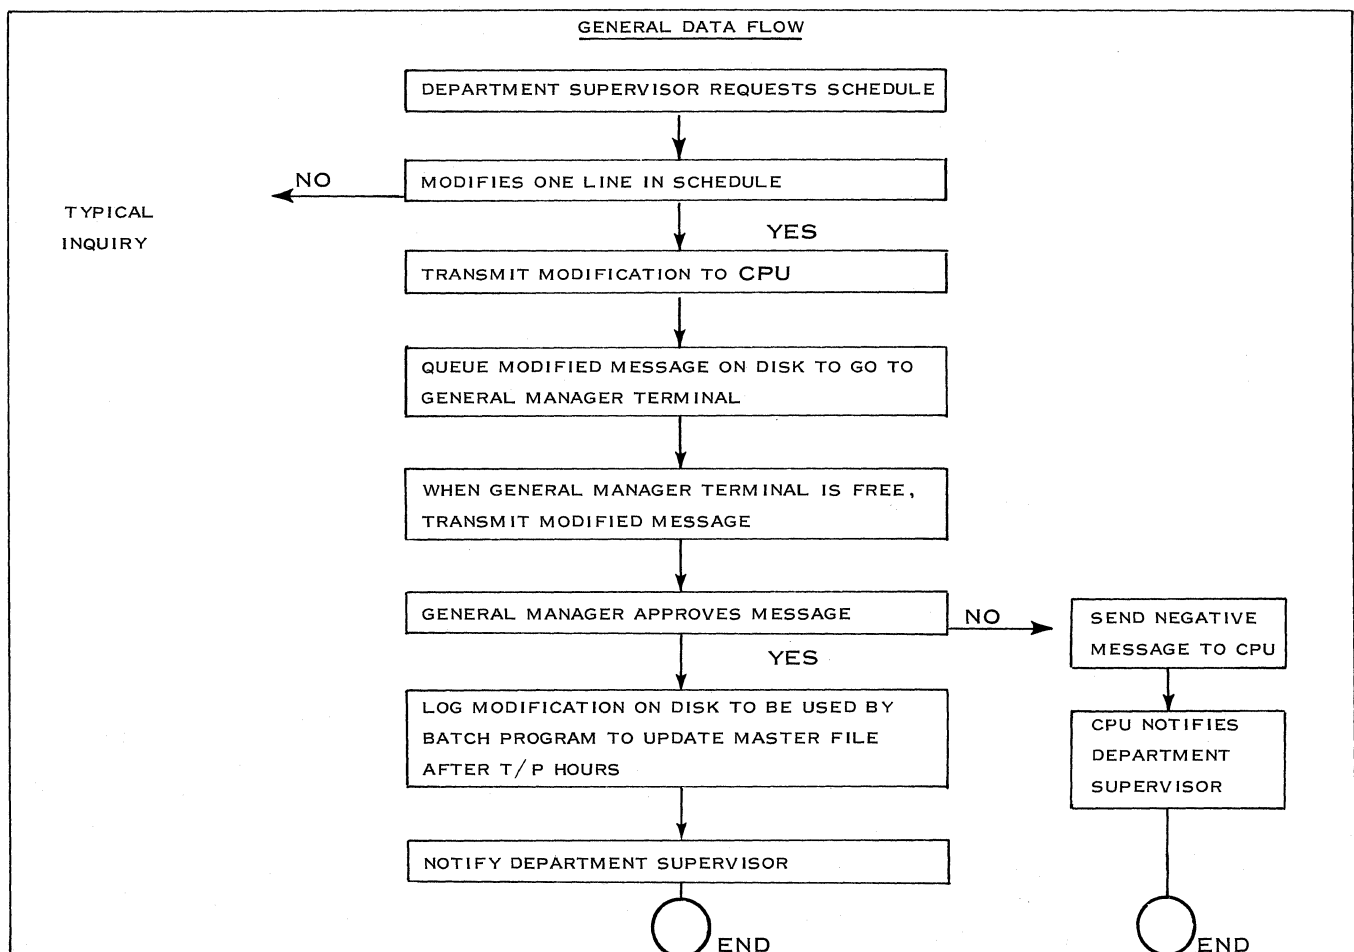 GENERAL DATA FLOW
DEPARTMENT SUPERVISOR REQUESTS SCHEDULE
NO
MODIFIES ONE LINE IN SCHEDULE
TYPICAL
INQUIRY
YES
TRANSMIT MODIFICATION TO CPU
QUEUE MODIFIED MESSAGE ON DISK TO GO TO
GENERAL MANAGER TERMINAL
WHEN GENERAL MANAGER TERMINAL IS FREE,
TRANSMIT MODIFIED MESSAGE
GENERAL MANAGER APPROVES MESSAGE
NO
SEND NEGATIVE
MESSAGE TO CPU
YES
LOG MODIFICATION ON DISK TO BE USED BY
BATCH PROGRAM TO UPDATE MASTER FILE
AFTER T/P HOURS
CPU NOTIFIES
DEPARTMENT
SUPERVISOR
NOTIFY DEPARTMENT SUPERVISOR
END
END